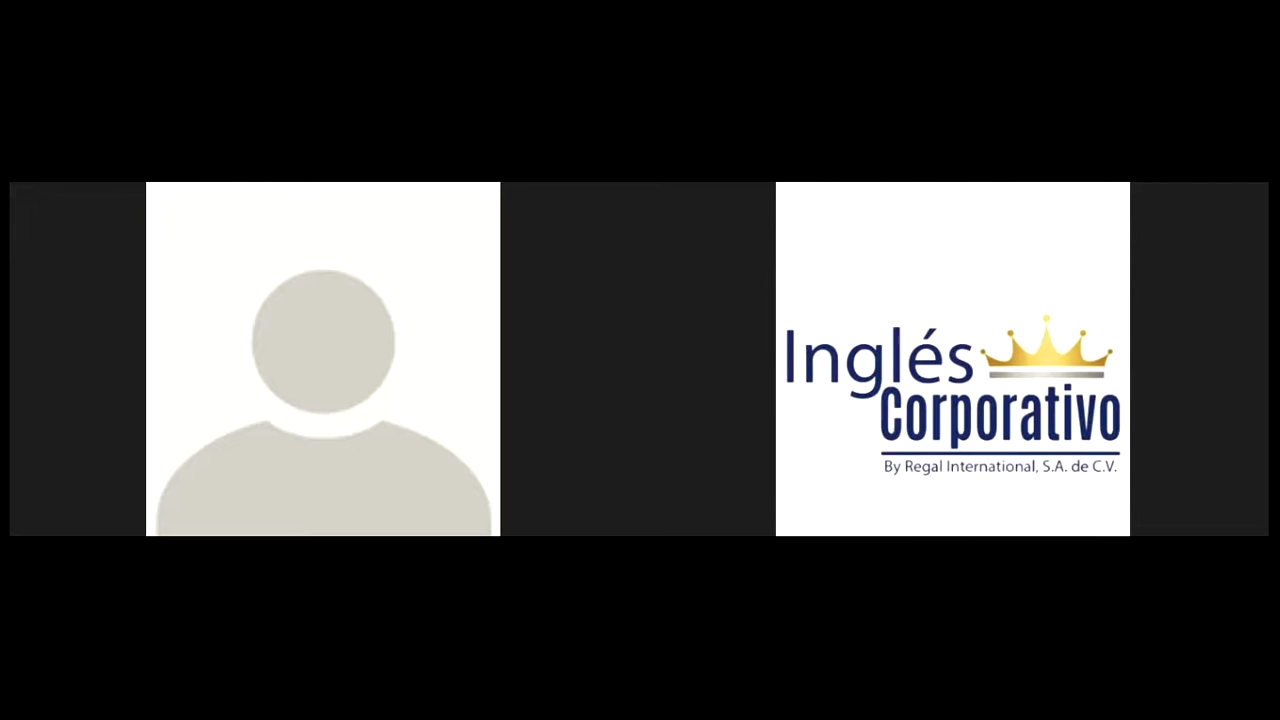 Inglés
Corporativo
By Regal International, S.A. de C.V.